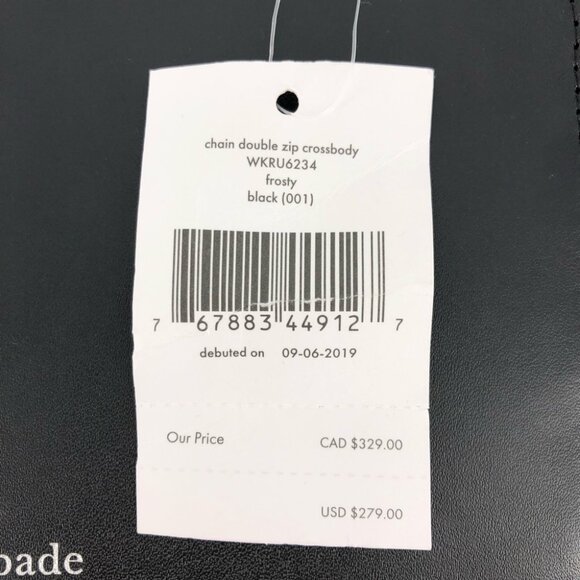 chain double zip crossbody
WKRU6234
frosty
black (001)
7 67883 44912 7
debuted on 09-06-2019
Our Price CAD $329.00
USD $279.00
pade